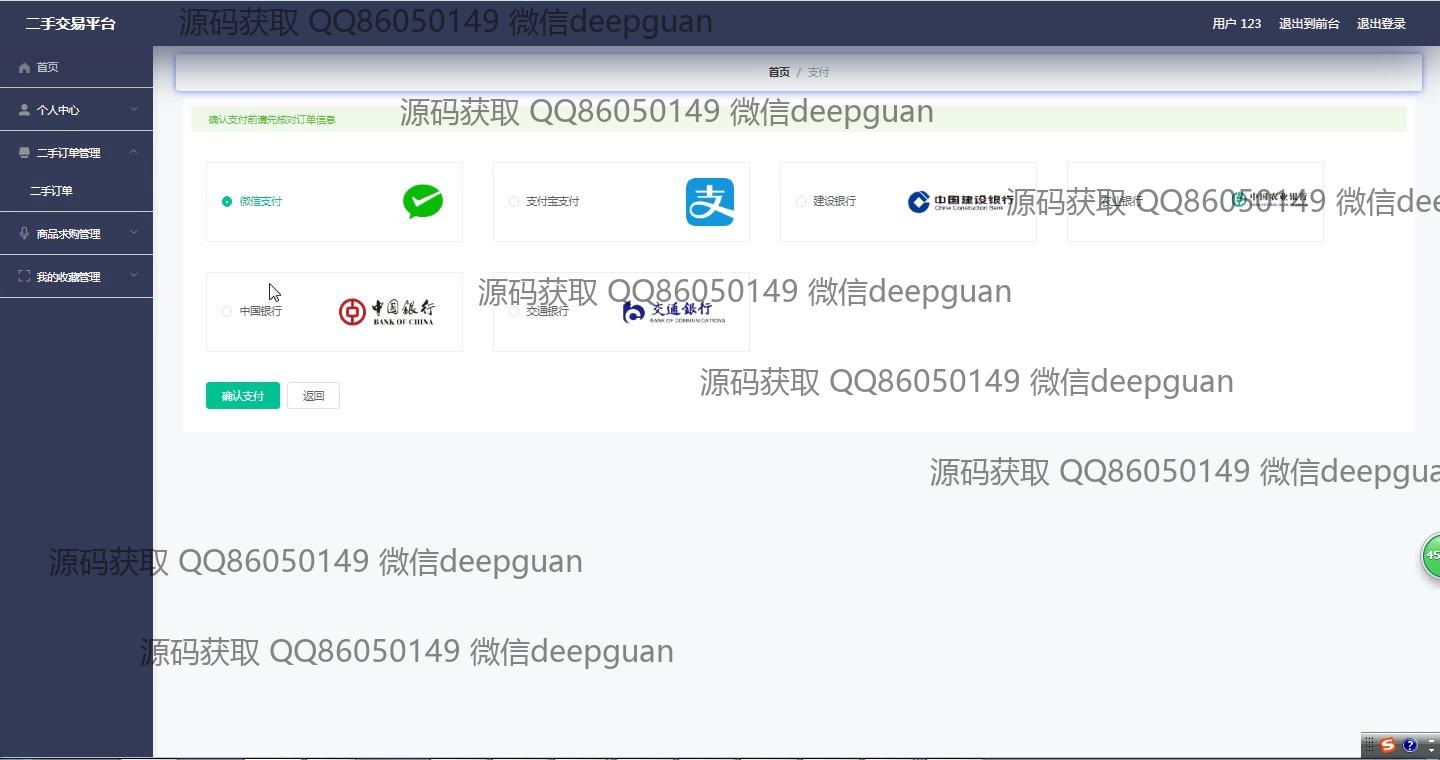 二手交易平台
源码获取 QQ86050149 微信deepguan
用户 123 退出到前台 退出登录
首页
首页 / 支付
个人中心
源码获取 QQ86050149 微信deepguan
确认支付前请先核对订单信息
二手订单管理
二手订单
微信支付
支付宝支付
支
建设银行
中国建设银行
China Construction Bank
农业银行
中国农业银行
源码获取 QQ86050149 微信dee
商品求购管理
我的收藏管理
源码获取 QQ86050149 微信deepguan
中国银行
中国银行
BANK OF CHINA
交通银行
交通银行
BANK OF COMMUNICATIONS
源码获取 QQ86050149 微信deepguan
确认支付 返回
源码获取 QQ86050149 微信deepgua
45
源码获取 QQ86050149 微信deepguan
源码获取 QQ86050149 微信deepguan